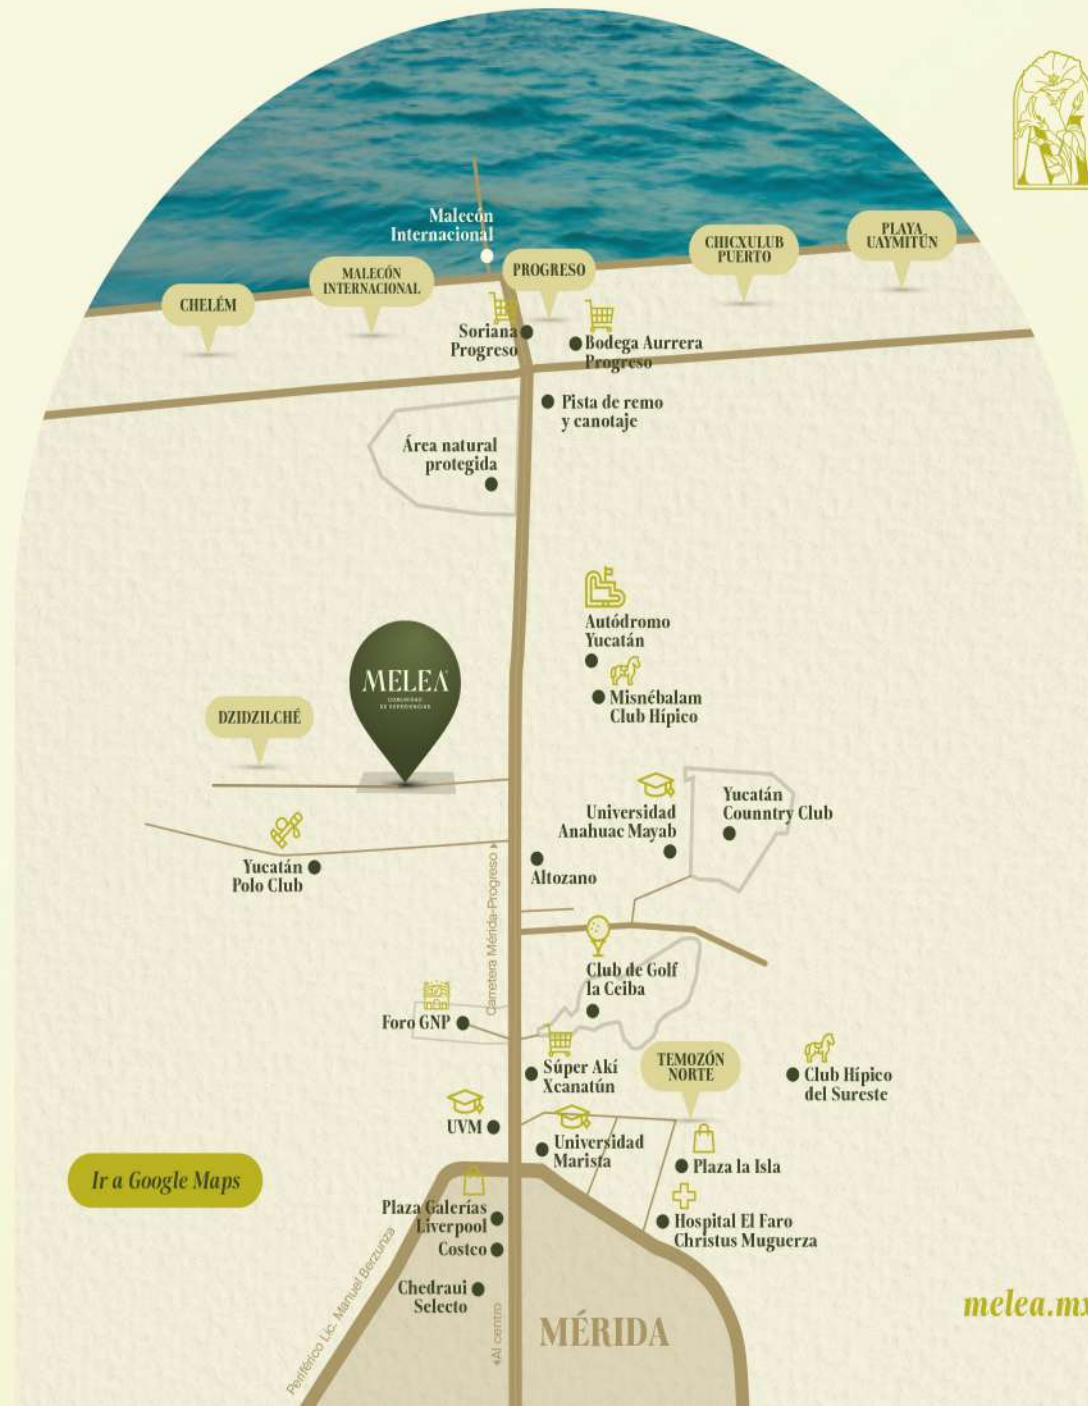 Malecón
Internacional
PLAYA
UAYMITÚN
CHICXULUB
PUERTO
PROGRESO
MALECÓN
INTERNACIONAL
CHELÉM
Soriana
Progreso
Bodega Aurrera
Progreso
Pista de remo
y canotaje
Área natural
protegida
Autódromo
Yucatán
MELEA
COMUNIDAD
DE EXPERIENCIAS
Misnébalam
Club Hípico
DZIDZILCHÉ
Yucatán
Counntry Club
Universidad
Anahuac Mayab
Yucatán
Polo Club
Altozano
Carretera Mérida-Progreso
Club de Golf
la Ceiba
Foro GNP
Súper Akí
Xcanatún
TEMOZÓN
NORTE
Club Hípico
del Sureste
UVM
Universidad
Marista
Plaza la Isla
Ir a Google Maps
Plaza Galerías
Liverpool
Hospital El Faro
Christus Muguerza
Costco
Chedraui
Selecto
Periférico Lic. Manuel Berzunza
Al centro
MÉRIDA
melea.mx